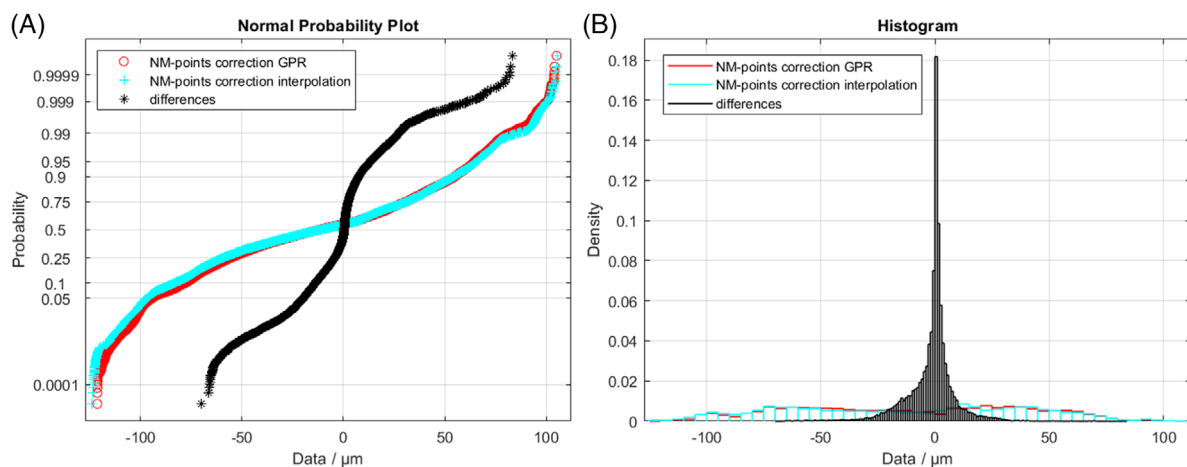 (A)
Normal Probability Plot
NM-points correction GPR
NM-points correction interpolation
differences
0.9999
0.999
0.99
0.95
0.9
0.75
0.5
0.25
0.1
0.05
0.0001
Probability
-100 -50 0 50 100
Data / µm
(B)
Histogram
NM-points correction GPR
NM-points correction interpolation
differences
0.18
0.16
0.14
0.12
0.1
0.08
0.06
0.04
0.02
0
Density
-100 -50 0 50 100
Data / µm